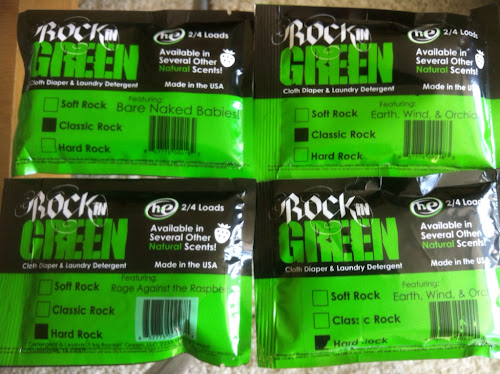 ROCK IN
GREEN
Cloth Diaper & Laundry Detergent
he 2/4 Loads
Available in
Several Other
Natural Scents!
Made in the USA
Featuring:
Soft Rock
Bare Naked Babies!
Classic Rock
Hard Rock
ROCK IN
GREEN
Cloth Diaper & Laundry Detergent
he 2/4 Loads
Available in
Several Other
Natural Scents!
Made in the USA
Featuring:
Soft Rock
Earth, Wind, & Orchid
Classic Rock
Hard Rock
ROCK IN
GREEN
Cloth Diaper & Laundry Detergent
he 2/4 Loads
Available in
Several Other
Natural Scents!
Made in the USA
Featuring:
Soft Rock
Rage Against the Raspbe
Classic Rock
Hard Rock
ROCK IN
GREEN
Cloth Diaper & Laundry Detergent
he 2/4 Loads
Available in
Several Other
Natural Scents!
Made in the USA
Featuring:
Soft Rock
Earth, Wind, & Orc
Classic Rock
Hard Rock